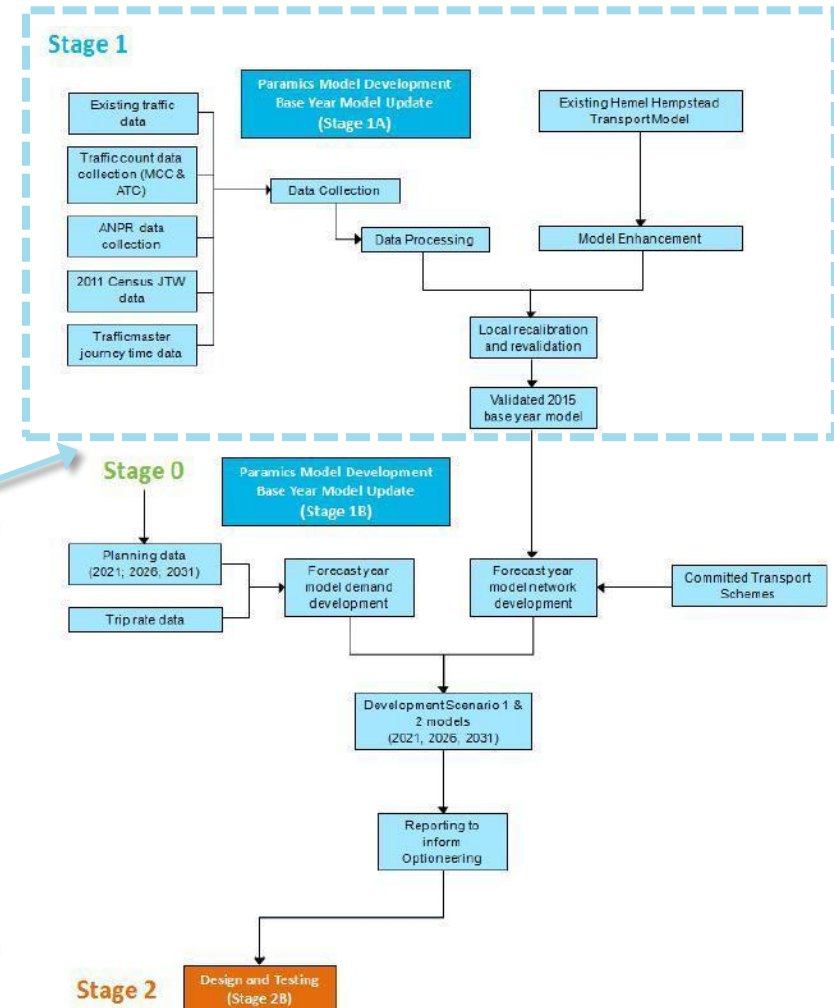 Stage 1
Paramics Model Development
Base Year Model Update
(Stage 1A)
Existing traffic
data
Traffic count data
collection (MCC &
ATC)
ANPR data
collection
2011 Census JTW
data
Trafficmaster
journey time data
Data Collection
Data Processing
Existing Hemel Hempstead
Transport Model
Model Enhancement
Local recalibration
and revalidation
Validated 2015
base year model
Stage 0
Paramics Model Development
Base Year Model Update
(Stage 1B)
Planning data
(2021; 2026; 2031)
Trip rate data
Forecast year
model demand
development
Forecast year
model network
development
Committed Transport
Schemes
Development Scenario 1 &
2 models
(2021, 2026, 2031)
Reporting to
inform
Optioneering
Stage 2
Design and Testing
(Stage 2B)